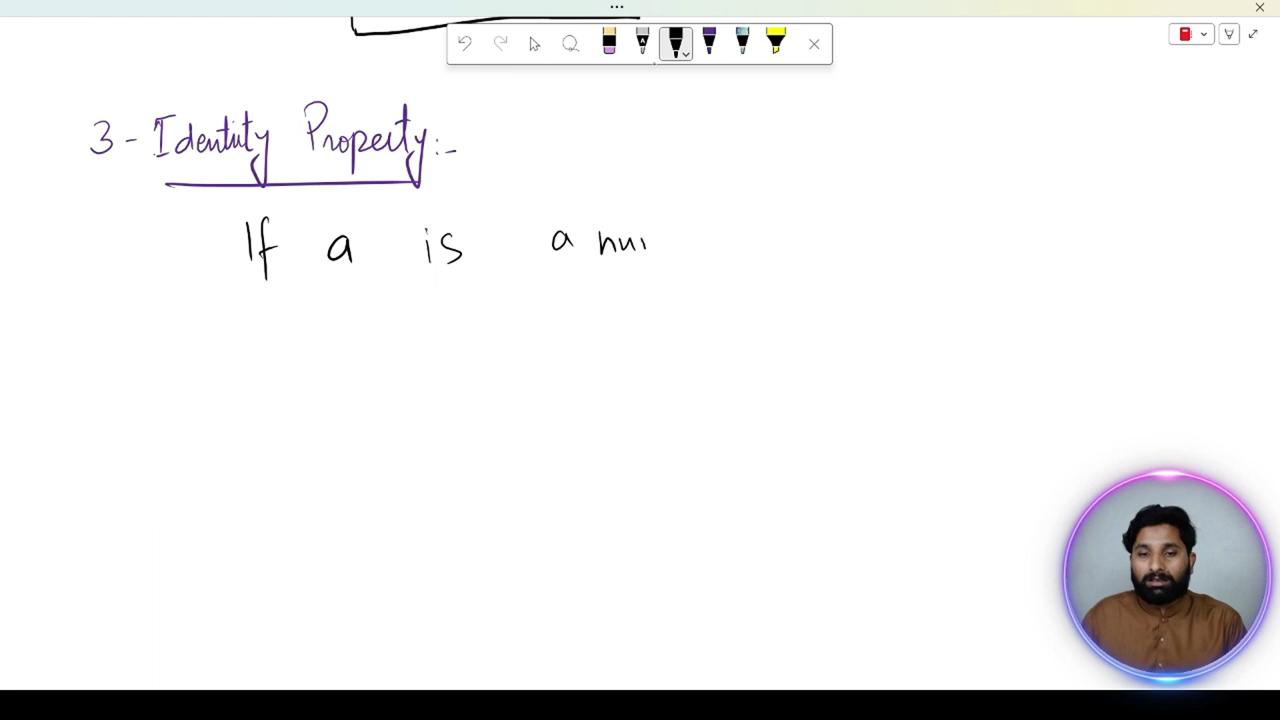 3 - Identity Property:-
If a is a nu